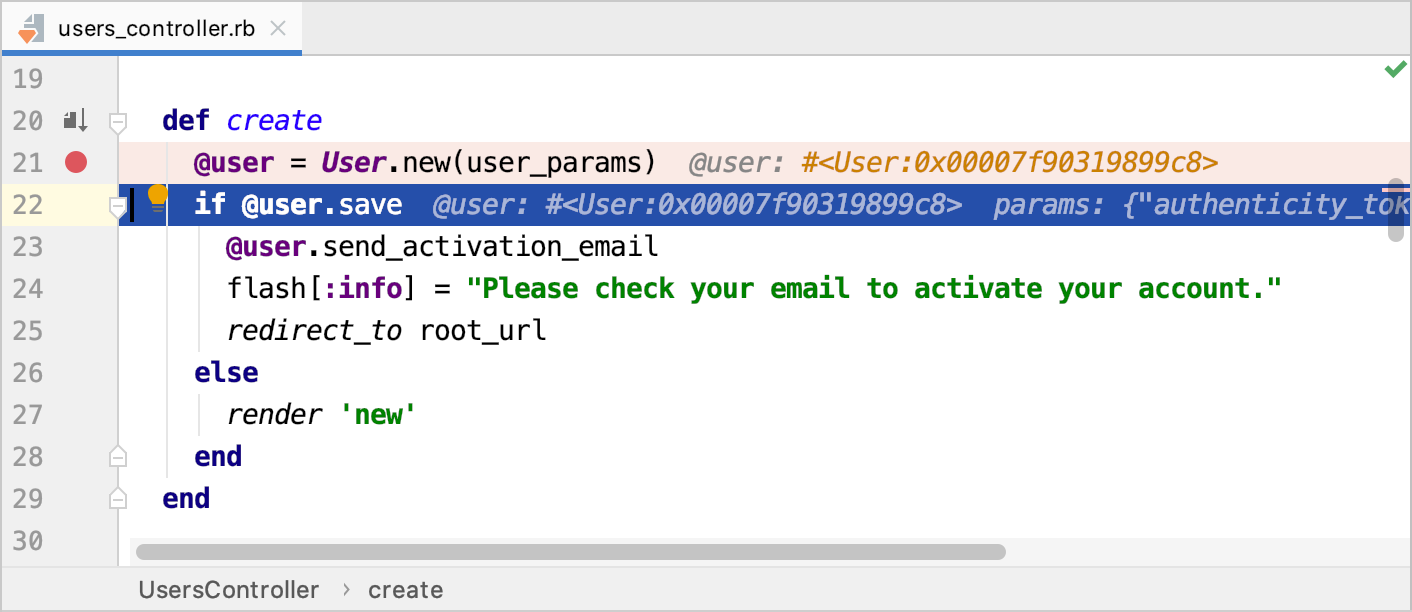 users_controller.rb
19
20 def create
21 @user = User.new(user_params) @user: #<User:0x00007f90319899c8>
22 if @user.save @user: #<User:0x00007f90319899c8> params: {"authenticity_tok
23 @user.send_activation_email
24 flash[:info] = "Please check your email to activate your account."
25 redirect_to root_url
26 else
27 render 'new'
28 end
29 end
30
UsersController › create